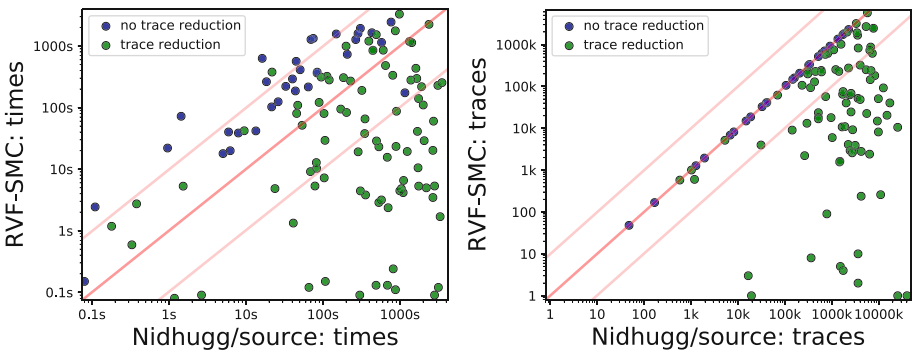 RVF-SMC: times
1000s
100s
10s
1s
0.1s
no trace reduction
trace reduction
0.1s 1s 10s 100s 1000s
Nidhugg/source: times
RVF-SMC: traces
1000k
100k
10k
1k
100
10
1
no trace reduction
trace reduction
1 10 100 1k 10k 100k 1000k 10000k
Nidhugg/source: traces